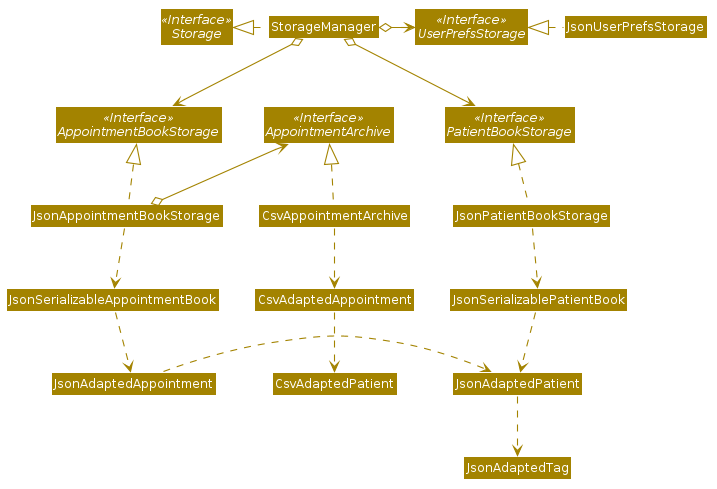 «Interface»
Storage
StorageManager
«Interface»
UserPrefsStorage
JsonUserPrefsStorage
«Interface»
AppointmentBookStorage
«Interface»
AppointmentArchive
«Interface»
PatientBookStorage
JsonAppointmentBookStorage
CsvAppointmentArchive
JsonPatientBookStorage
JsonSerializableAppointmentBook
CsvAdaptedAppointment
JsonSerializablePatientBook
JsonAdaptedAppointment
CsvAdaptedPatient
JsonAdaptedPatient
JsonAdaptedTag